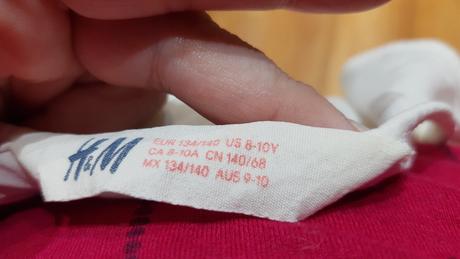 H&M
EUR 134/140 US 8-10Y
CA 8-10A CN 140/68
MX 134/140 AUS 9-10